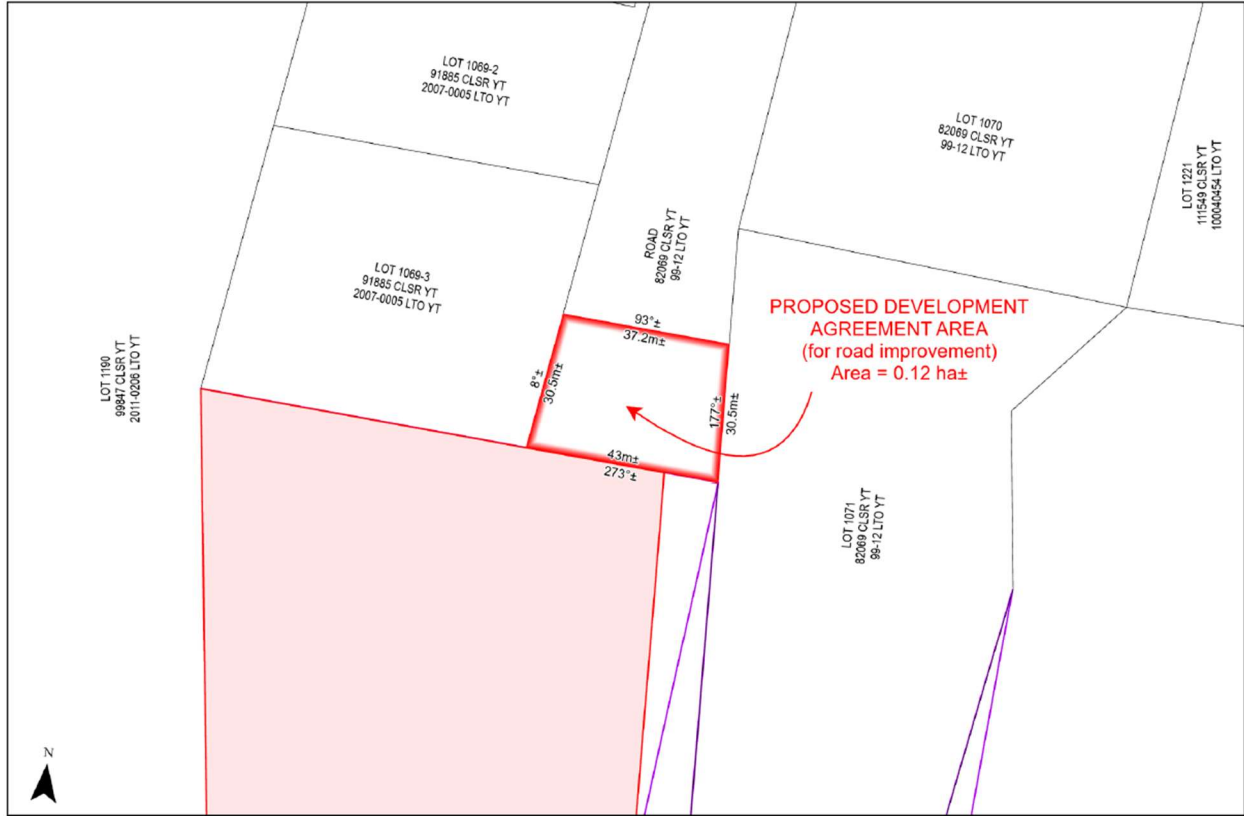 LOT 1069-2
91885 CLSR YT
2007-0005 LTO YT
LOT 1070
82069 CLSR YT
99-12 LTO YT
LOT 1221
111549 CLSR YT
100040454 LTO YT
ROAD
82069 CLSR YT
99-12 LTO YT
LOT 1069-3
91885 CLSR YT
2007-0005 LTO YT
PROPOSED DEVELOPMENT
AGREEMENT AREA
(for road improvement)
Area = 0.12 ha±
93°±
37.2m±
8°±
30.5m±
177°±
30.5m±
43m±
273°±
LOT 1190
99847 CLSR YT
2011-0206 LTO YT
LOT 1071
82069 CLSR YT
99-12 LTO YT
N